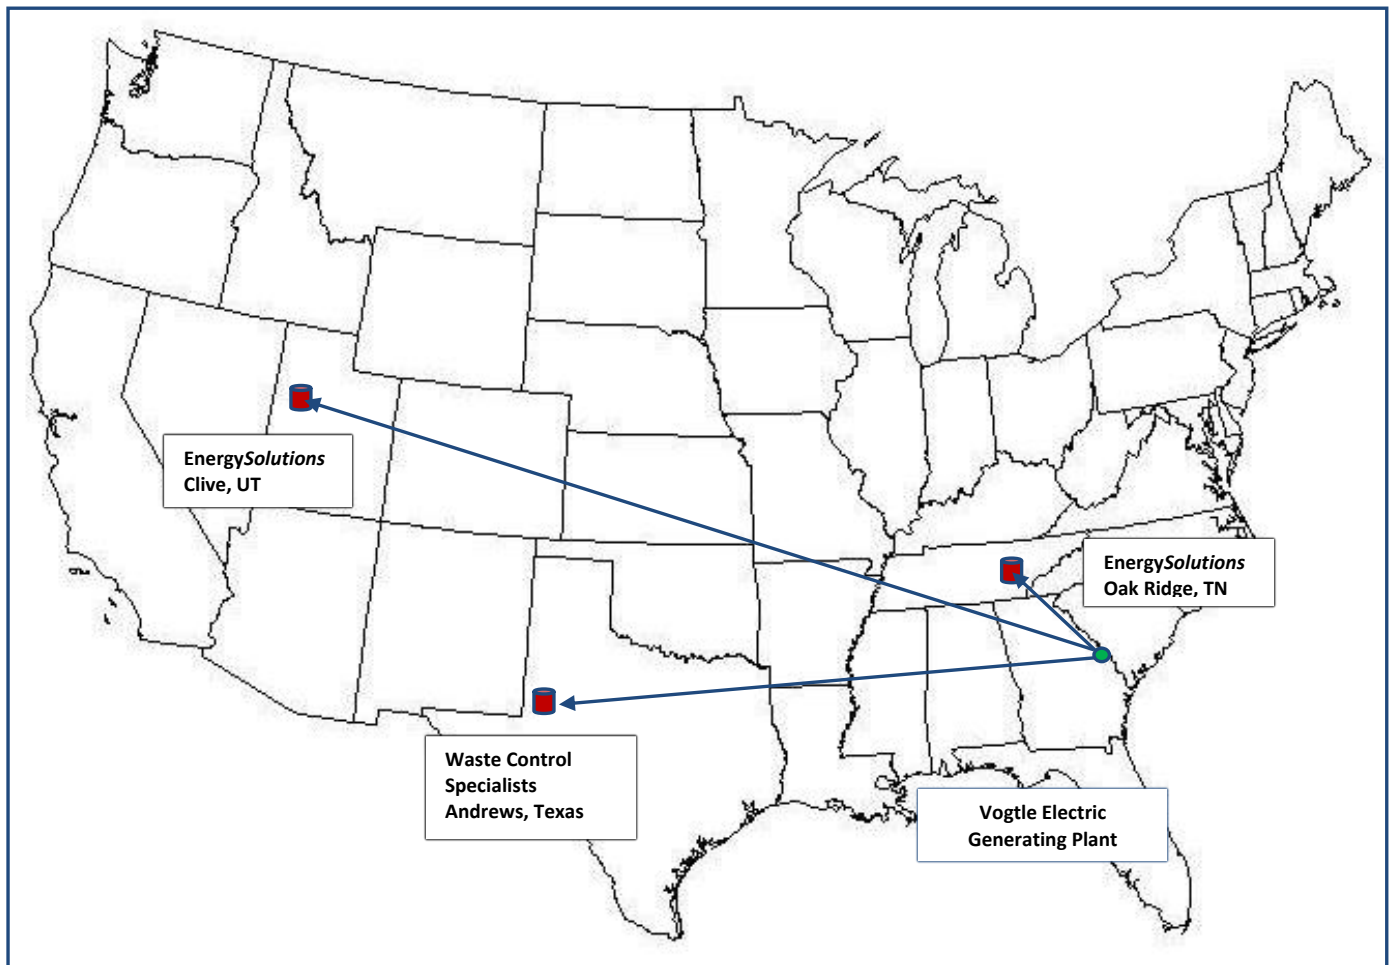 EnergySolutions
Clive, UT
EnergySolutions
Oak Ridge, TN
Waste Control
Specialists
Andrews, Texas
Vogtle Electric
Generating Plant